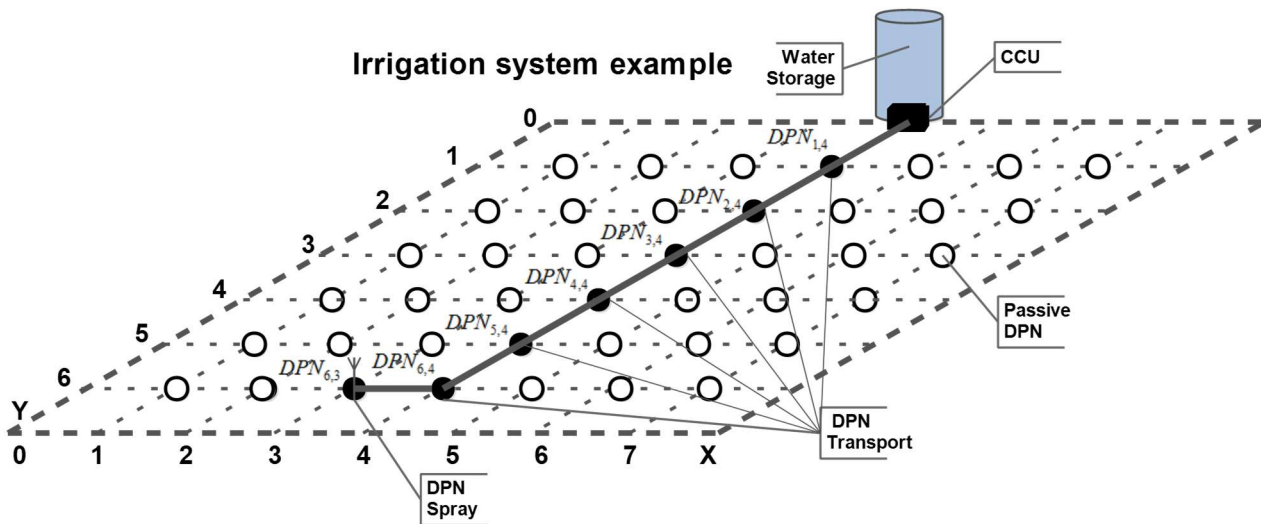 Irrigation system example
Water
Storage
CCU
0
DPN1,4
1
2
DPN2,4
3
DPN3,4
4
DPN4,4
Passive
DPN
5
DPN5,4
6
DPN6,3
DPN6,4
Y
DPN
Transport
0
1
2
3
4
5
6
7
X
DPN
Spray